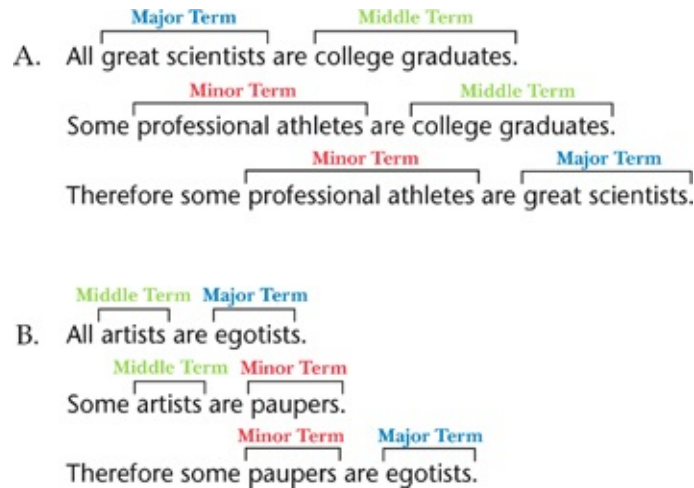 Major Term Middle Term
A. All great scientists are college graduates.
Minor Term Middle Term
Some professional athletes are college graduates.
Minor Term Major Term
Therefore some professional athletes are great scientists.
Middle Term Major Term
B. All artists are egotists.
Middle Term Minor Term
Some artists are paupers.
Minor Term Major Term
Therefore some paupers are egotists.